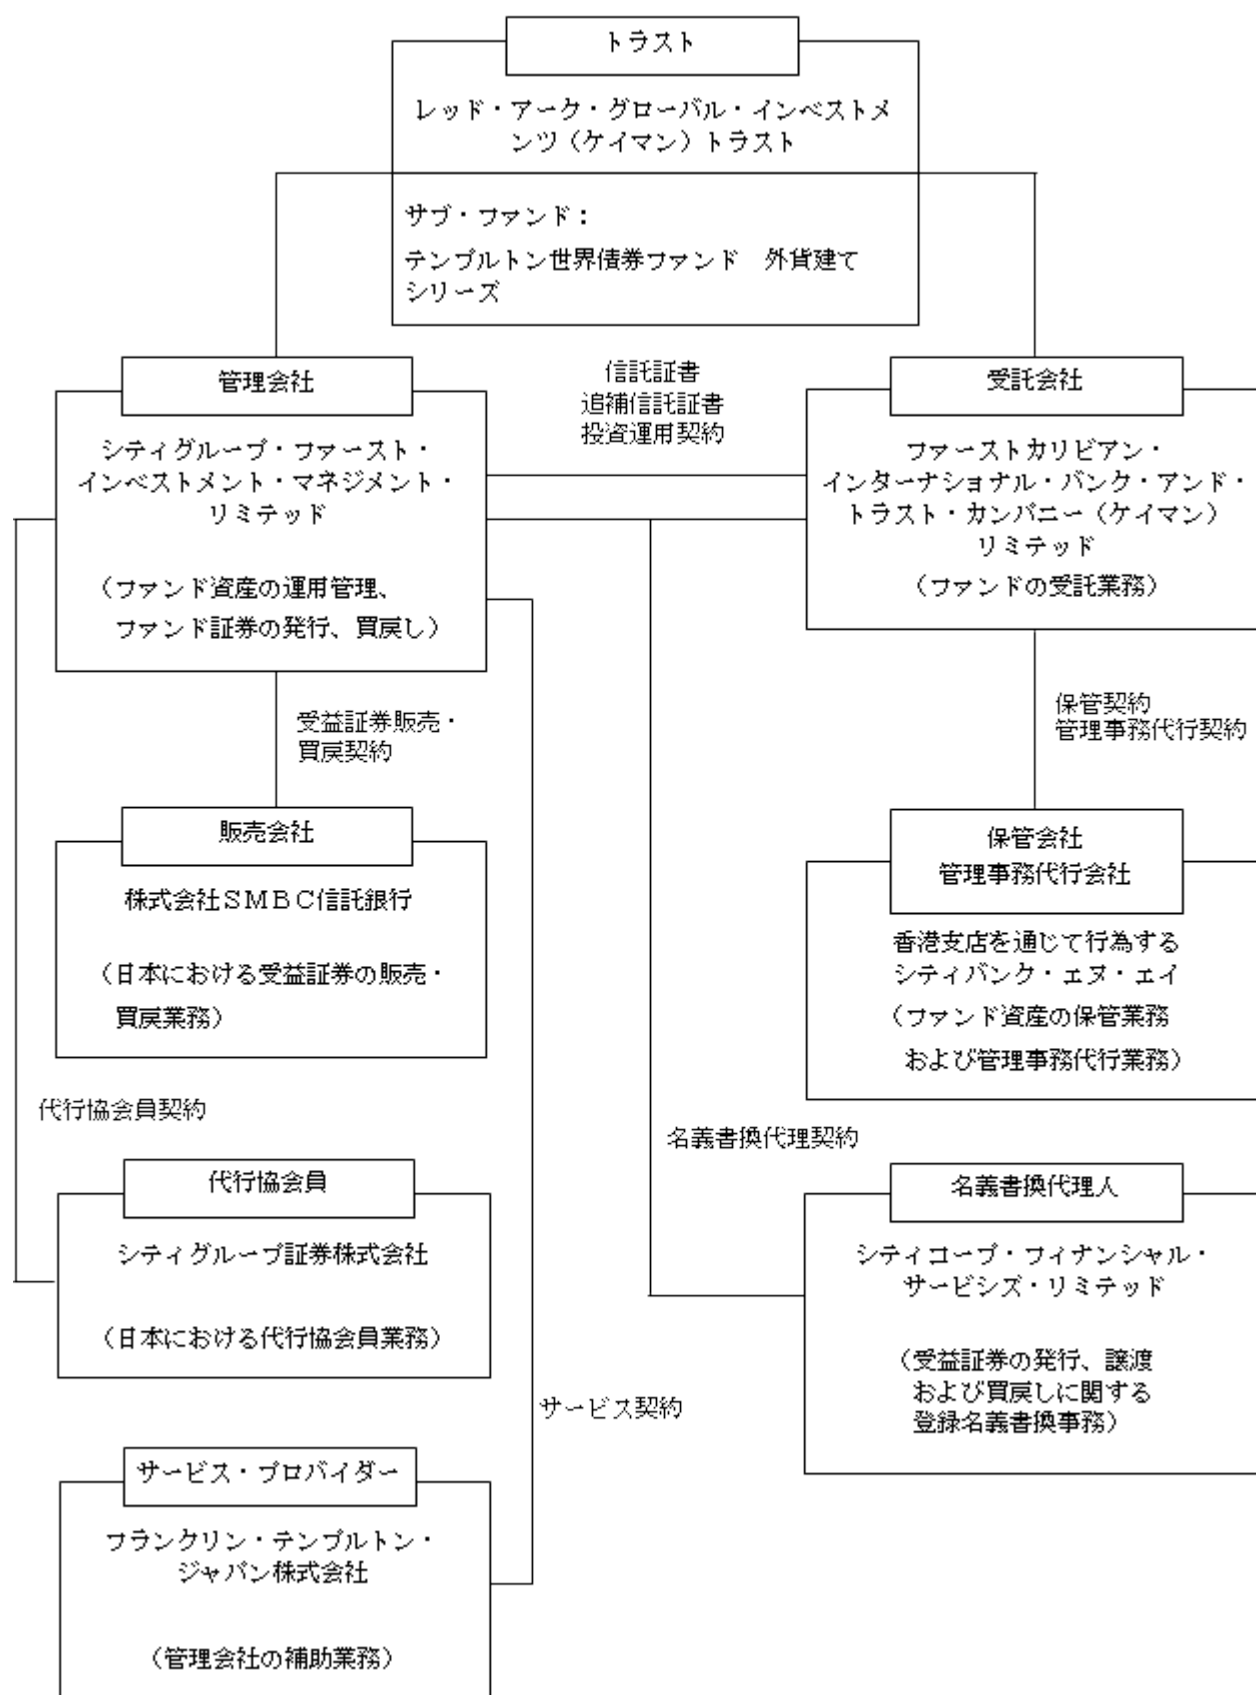 トラスト
レッド・アーク・グローバル・インベストメ
ンツ（ケイマン）トラスト
サブ・ファンド：
テンプルトン世界債券ファンド　外貨建て
シリーズ
管理会社
シティグループ・ファースト・
インベストメント・マネジメント・
リミテッド
（ファンド資産の運用管理、
ファンド証券の発行、買戻し）
信託証書
追補信託証書
投資運用契約
受託会社
ファーストカリビアン・
インターナショナル・バンク・アンド・
トラスト・カンパニー（ケイマン）
リミテッド
（ファンドの受託業務）
受益証券販売・
買戻契約
保管契約
管理事務代行契約
販売会社
株式会社ＳＭＢＣ信託銀行
（日本における受益証券の販売・
買戻業務）
保管会社
管理事務代行会社
香港支店を通じて行為する
シティバンク・エヌ・エイ
（ファンド資産の保管業務
および管理事務代行業務）
代行協会員契約
名義書換代理契約
代行協会員
シティグループ証券株式会社
（日本における代行協会員業務）
名義書換代理人
シティコープ・フィナンシャル・
サービシズ・リミテッド
（受益証券の発行、譲渡
および買戻しに関する
登録名義書換事務）
サービス契約
サービス・プロバイダー
フランクリン・テンプルトン・
ジャパン株式会社
（管理会社の補助業務）